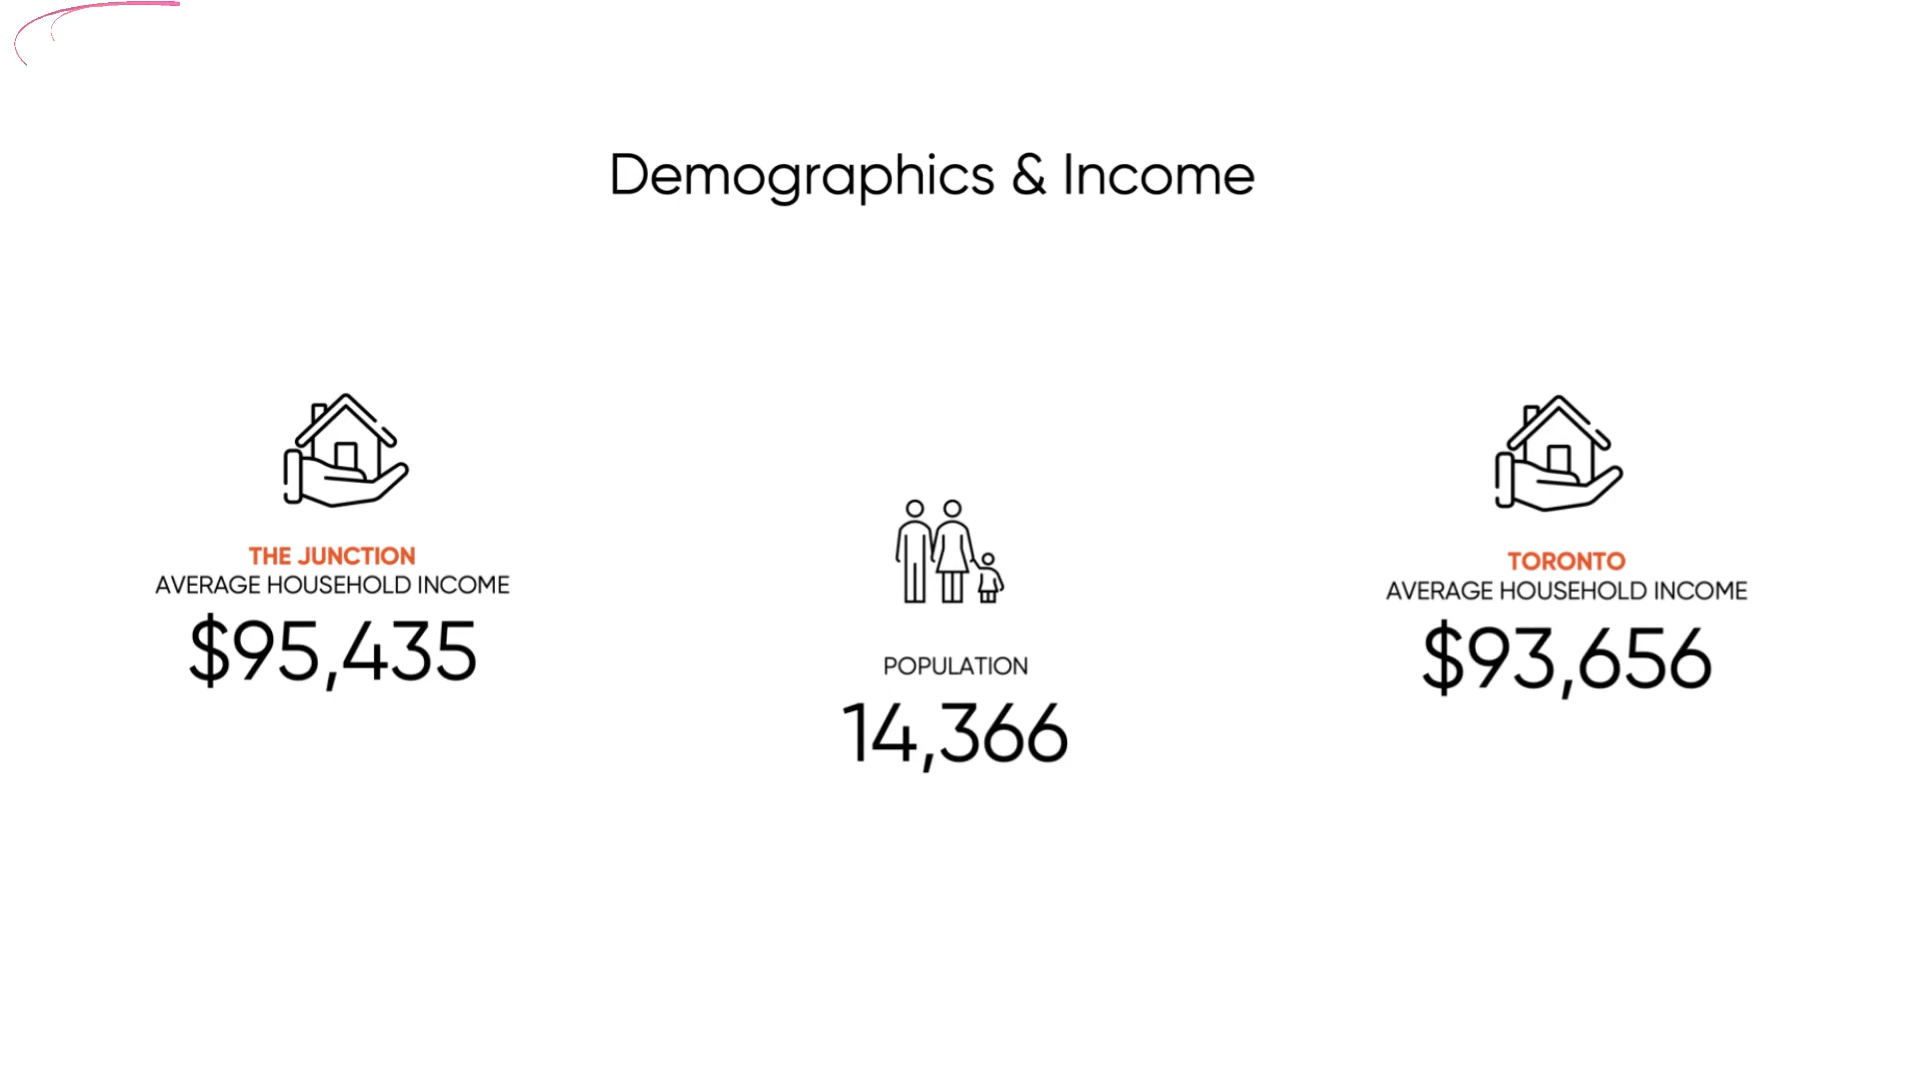 Demographics & Income
THE JUNCTION
AVERAGE HOUSEHOLD INCOME
$95,435
POPULATION
14,366
TORONTO
AVERAGE HOUSEHOLD INCOME
$93,656